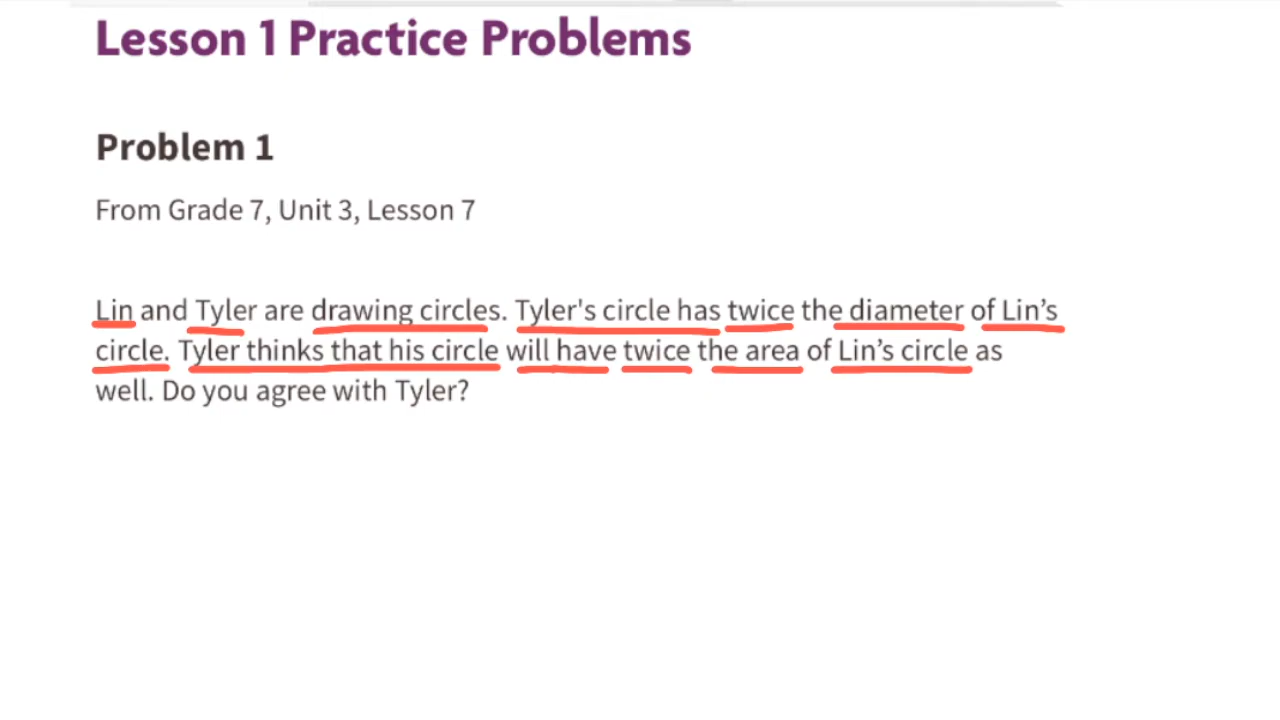 Lesson 1 Practice Problems
Problem 1
From Grade 7, Unit 3, Lesson 7
Lin and Tyler are drawing circles. Tyler's circle has twice the diameter of Lin’s
circle. Tyler thinks that his circle will have twice the area of Lin’s circle as
well. Do you agree with Tyler?